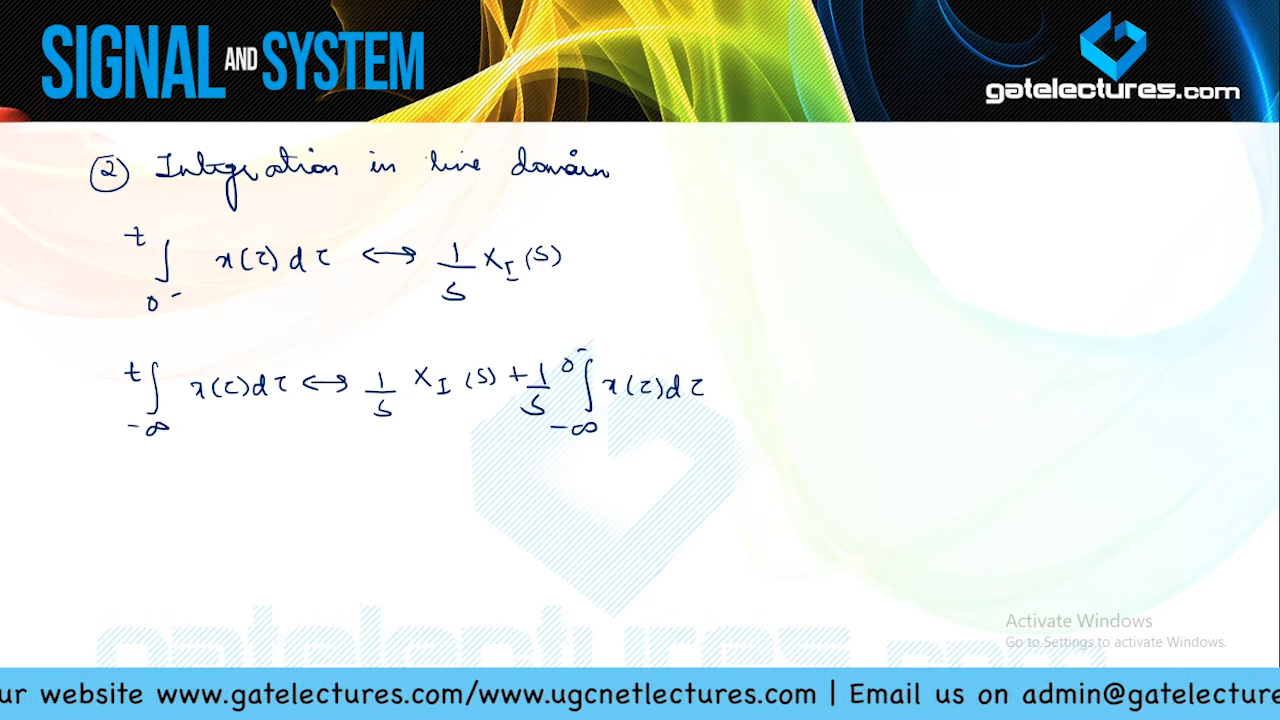 SIGNAL AND SYSTEM
gatelectures.com
② Integration in time domain
∫₀₋ᵗ x(τ)dτ ↔ 1/s X_I(s)
∫₋∞ᵗ x(τ)dτ ↔ 1/s X_I(s) + 1/s ∫₋∞⁰⁻ x(τ)dτ
gatelectures.com
Activate Windows
Go to Settings to activate Windows.
ur website www.gatelectures.com/www.ugcnetlectures.com | Email us on admin@gatelecture